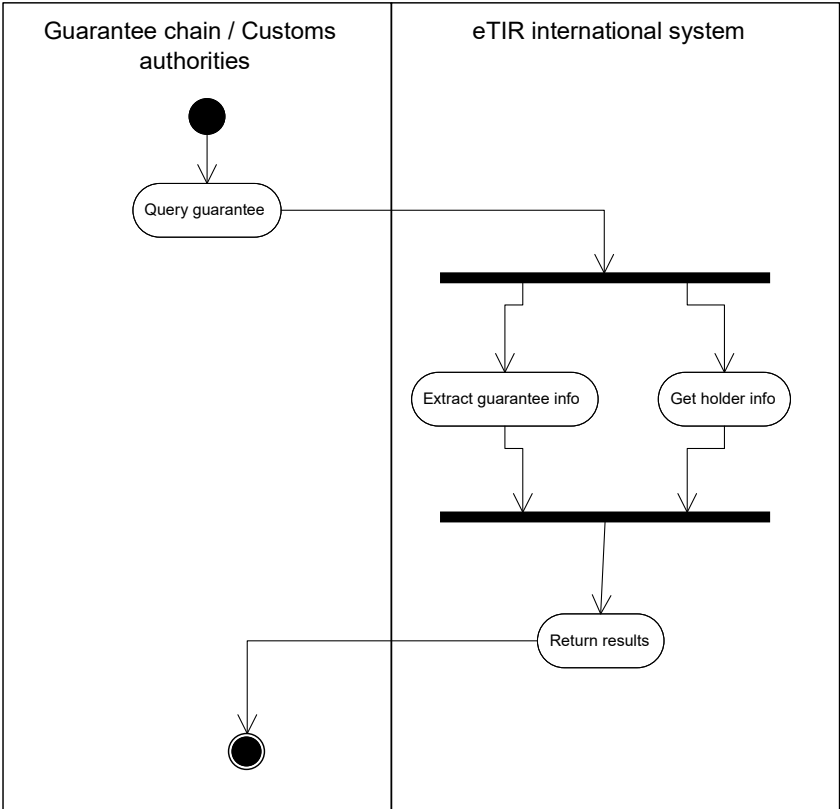 Guarantee chain / Customs
authorities
eTIR international system
Query guarantee
Extract guarantee info
Get holder info
Return results